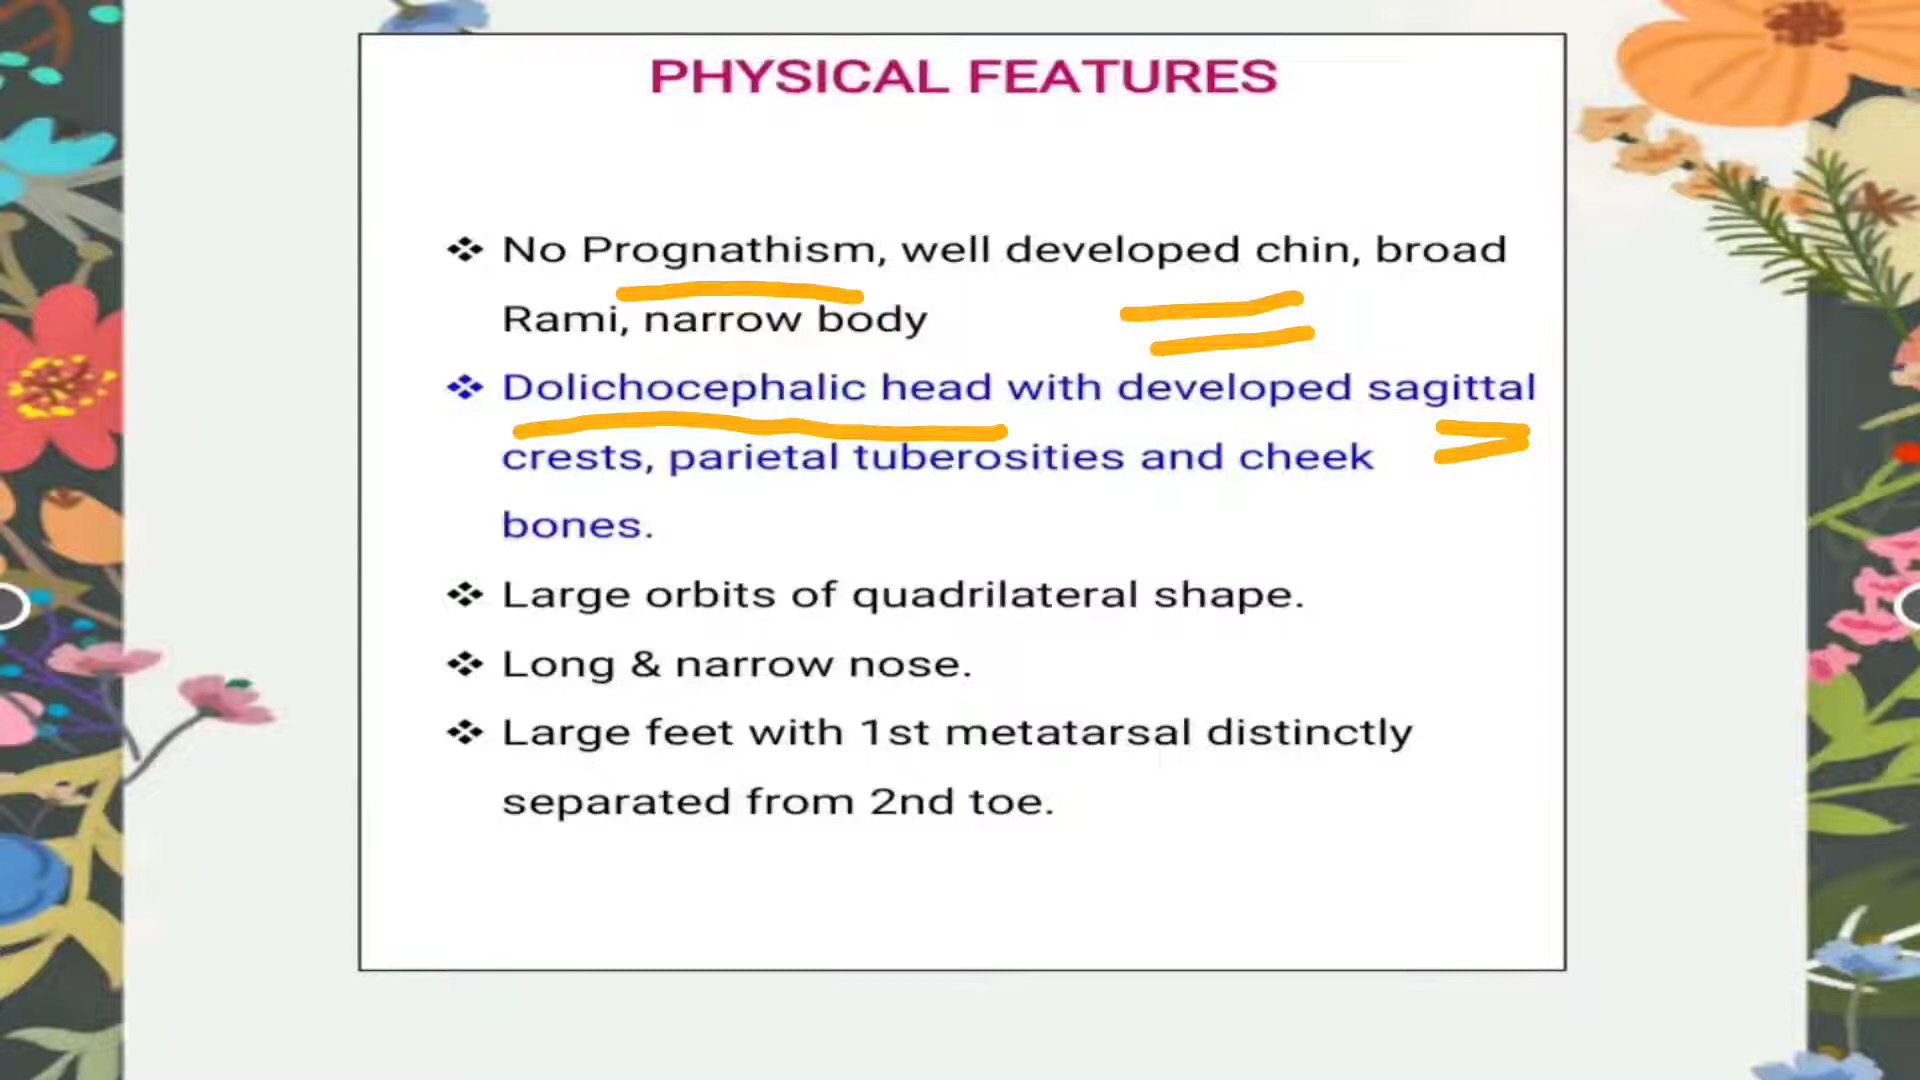 PHYSICAL FEATURES
❖ No Prognathism, well developed chin, broad
Rami, narrow body
❖ Dolichocephalic head with developed sagittal
crests, parietal tuberosities and cheek
bones.
❖ Large orbits of quadrilateral shape.
❖ Long & narrow nose.
❖ Large feet with 1st metatarsal distinctly
separated from 2nd toe.